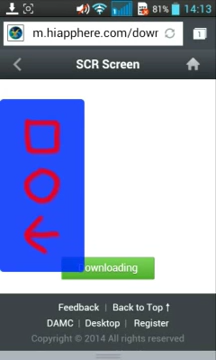 81% 14:13
m.hiapphere.com/dowr
1
SCR Screen
Downloading
Feedback | Back to Top ↑
DAMC | Desktop | Register
Copyright © 2014 All rights reserved